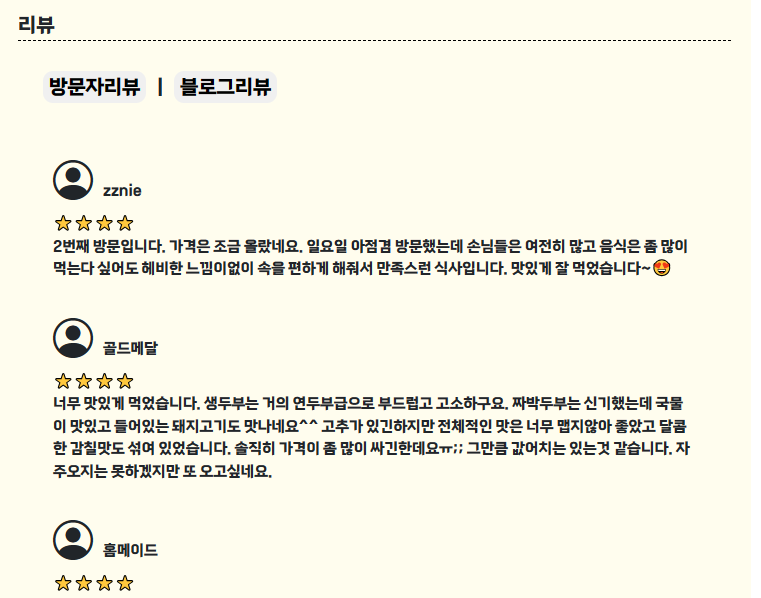 리뷰
방문자리뷰 | 블로그리뷰
zznie
2번째 방문입니다. 가격은 조금 올랐네요. 일요일 아점겸 방문했는데 손님들은 여전히 많고 음식은 좀 많이
먹는다 싶어도 헤비한 느낌이없이 속을 편하게 해줘서 만족스런 식사입니다. 맛있게 잘 먹었습니다~😍
골드메달
너무 맛있게 먹었습니다. 생두부는 거의 연두부급으로 부드럽고 고소하구요. 짜박두부는 신기했는데 국물
이 맛있고 들어있는 돼지고기도 맛나네요^^ 고추가 있긴하지만 전체적인 맛은 너무 맵지않아 좋았고 달콤
한 감칠맛도 섞여 있었습니다. 솔직히 가격이 좀 많이 싸긴한데요ㅠ;; 그만큼 값어치는 있는것 같습니다. 자
주오지는 못하겠지만 또 오고싶네요.
홈메이드